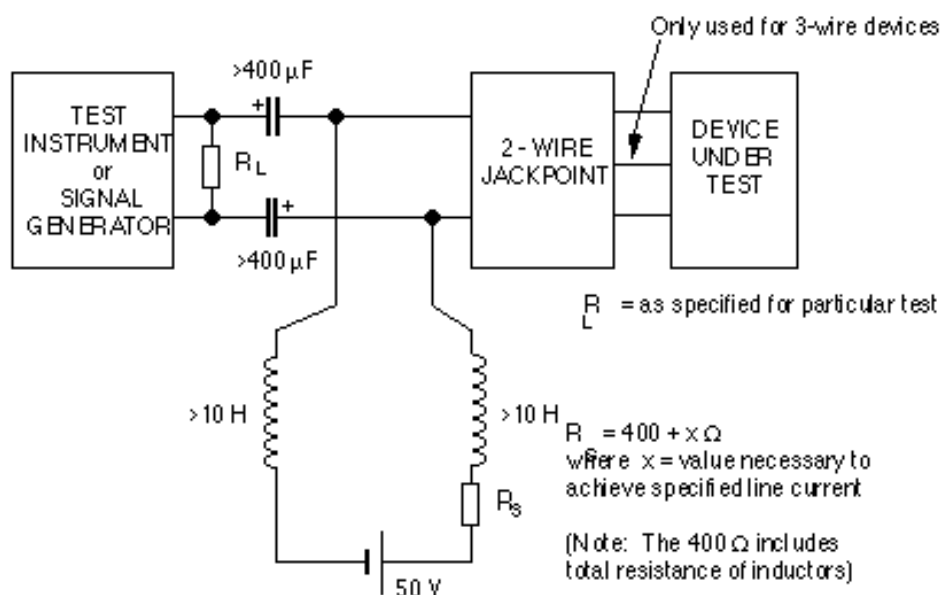 Only used for 3-wire devices
>400 µF
TEST
INSTRUMENT
or
SIGNAL
GENERATOR
+
R L
2 - WIRE
JACKPOINT
DEVICE
UNDER
TEST
+
>400 µF
R L = as specified for particular test
>10 H
>10 H
R S = 400 + x Ω
where x = value necessary to
achieve specified line current
R S
(Note: The 400 Ω includes
total resistance of inductors)
50 V